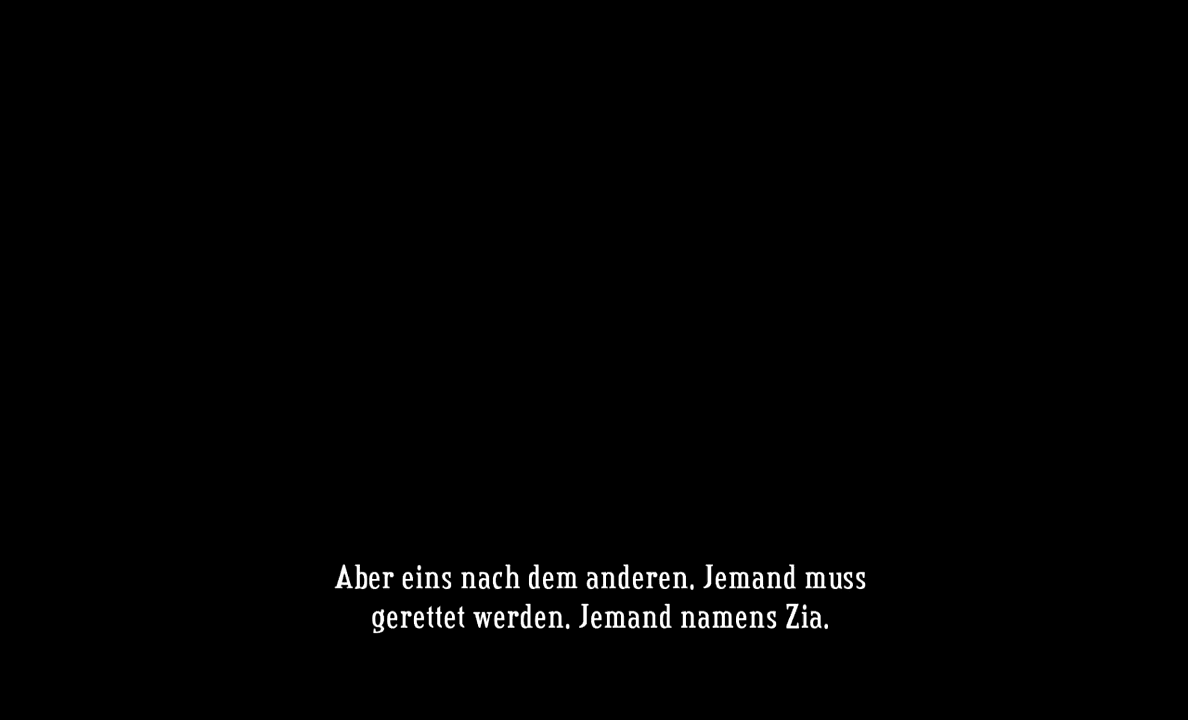 Aber eins nach dem anderen. Jemand muss
gerettet werden. Jemand namens Zia.